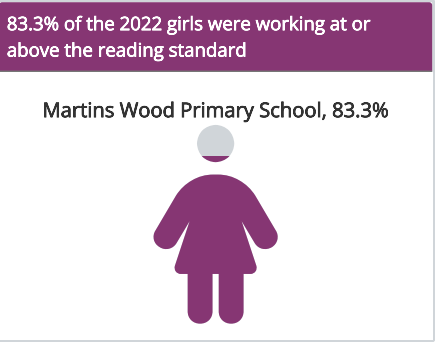 83.3% of the 2022 girls were working at or
above the reading standard
Martins Wood Primary School, 83.3%